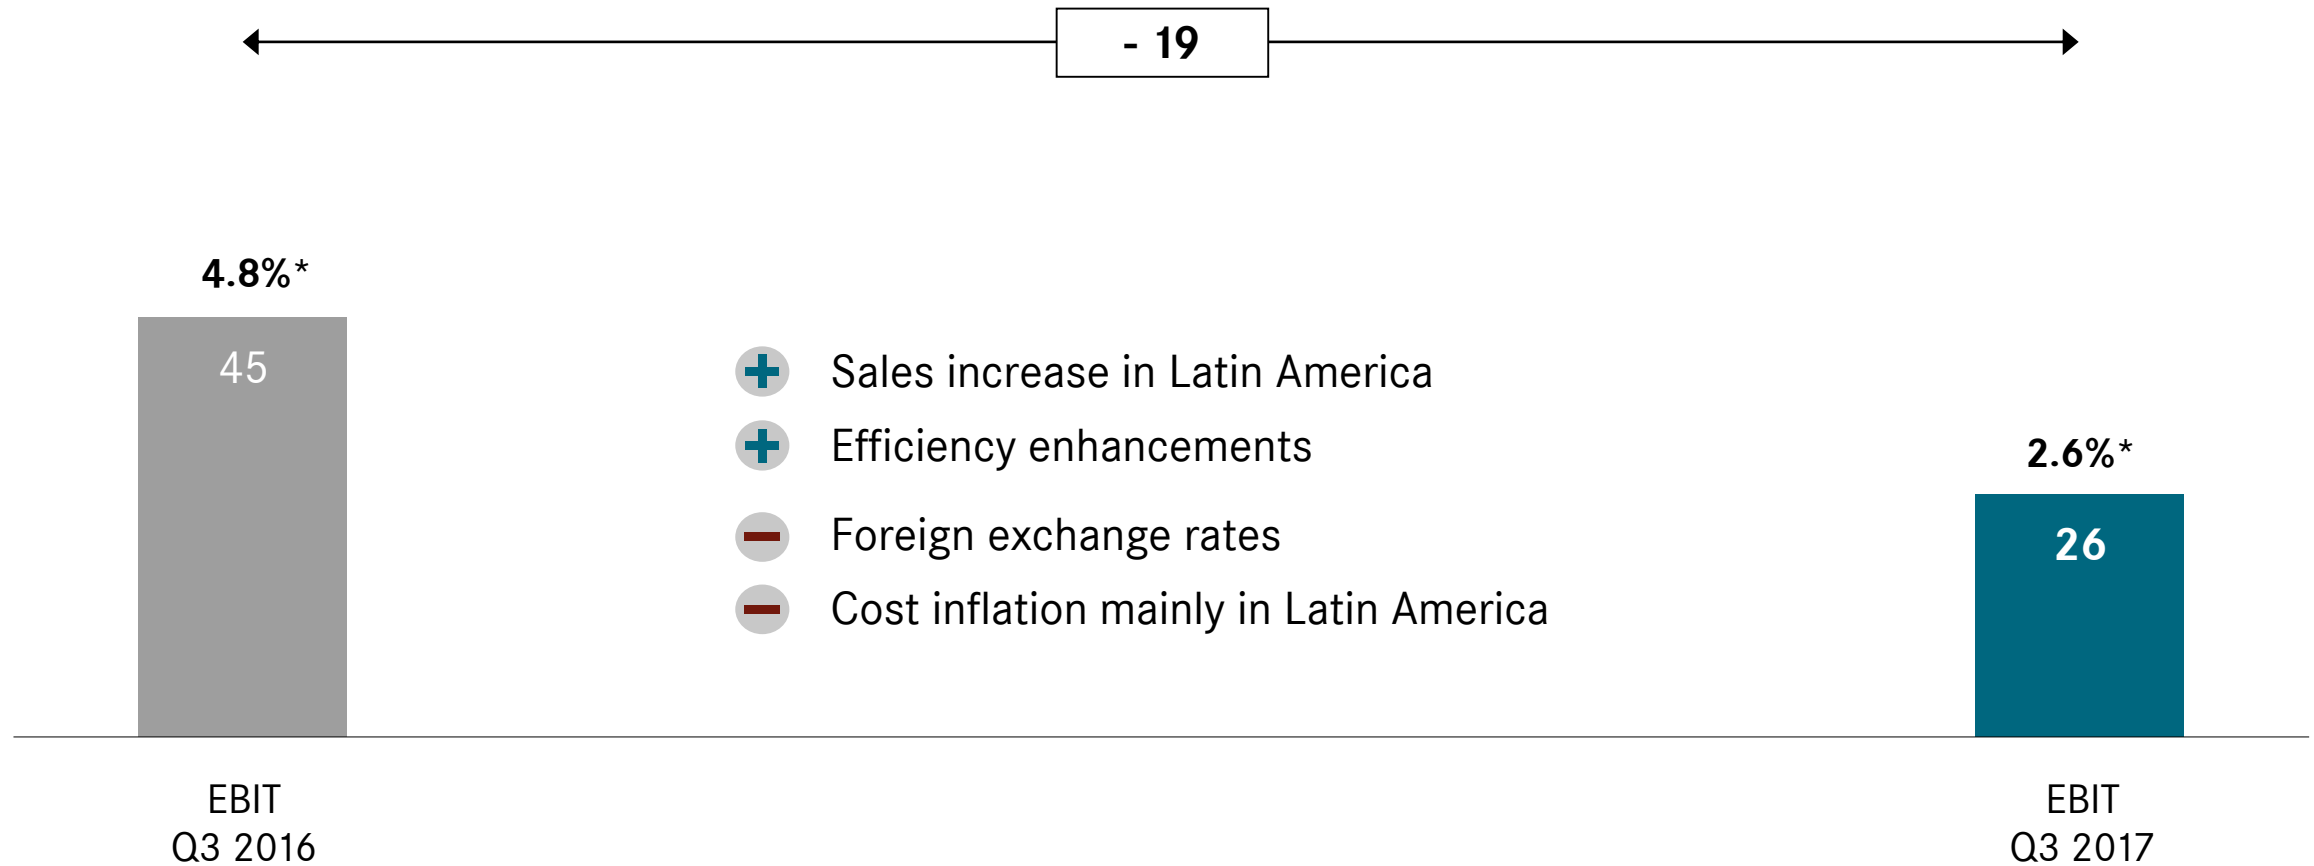 - 19
4.8%*
45
Sales increase in Latin America
Efficiency enhancements
Foreign exchange rates
Cost inflation mainly in Latin America
2.6%*
26
EBIT
Q3 2016
EBIT
Q3 2017